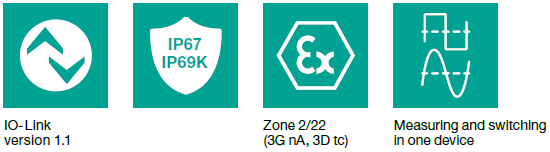 IP67
IP69K
Ex
IO-Link
version 1.1
Zone 2/22
(3G nA, 3D tc)
Measuring and switching
in one device